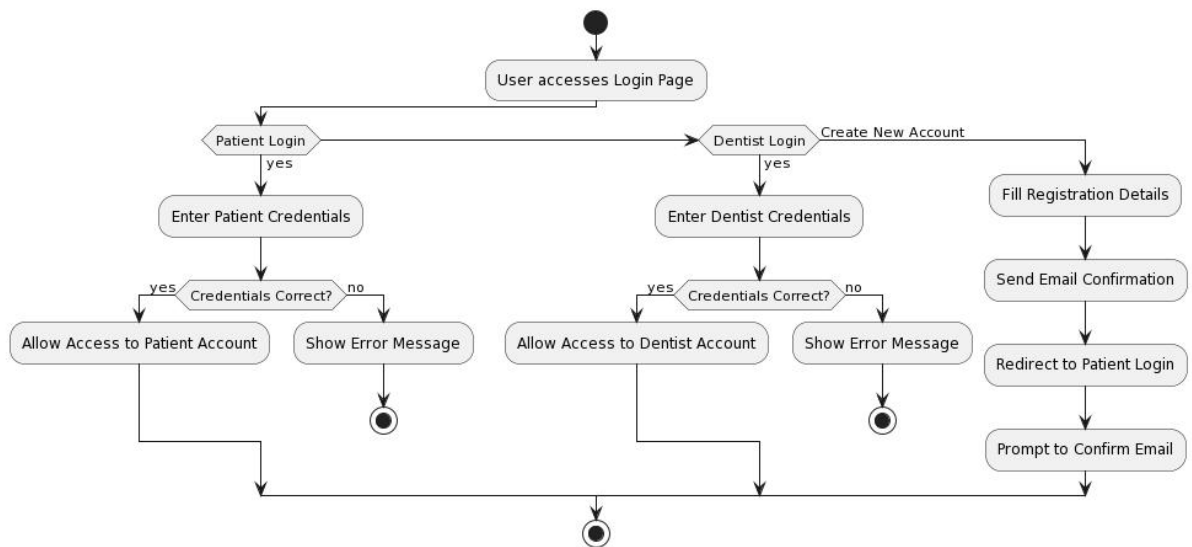 User accesses Login Page
Patient Login
yes
Enter Patient Credentials
Credentials Correct?
yes
Allow Access to Patient Account
no
Show Error Message
Dentist Login
yes
Enter Dentist Credentials
Credentials Correct?
yes
Allow Access to Dentist Account
no
Show Error Message
Create New Account
Fill Registration Details
Send Email Confirmation
Redirect to Patient Login
Prompt to Confirm Email